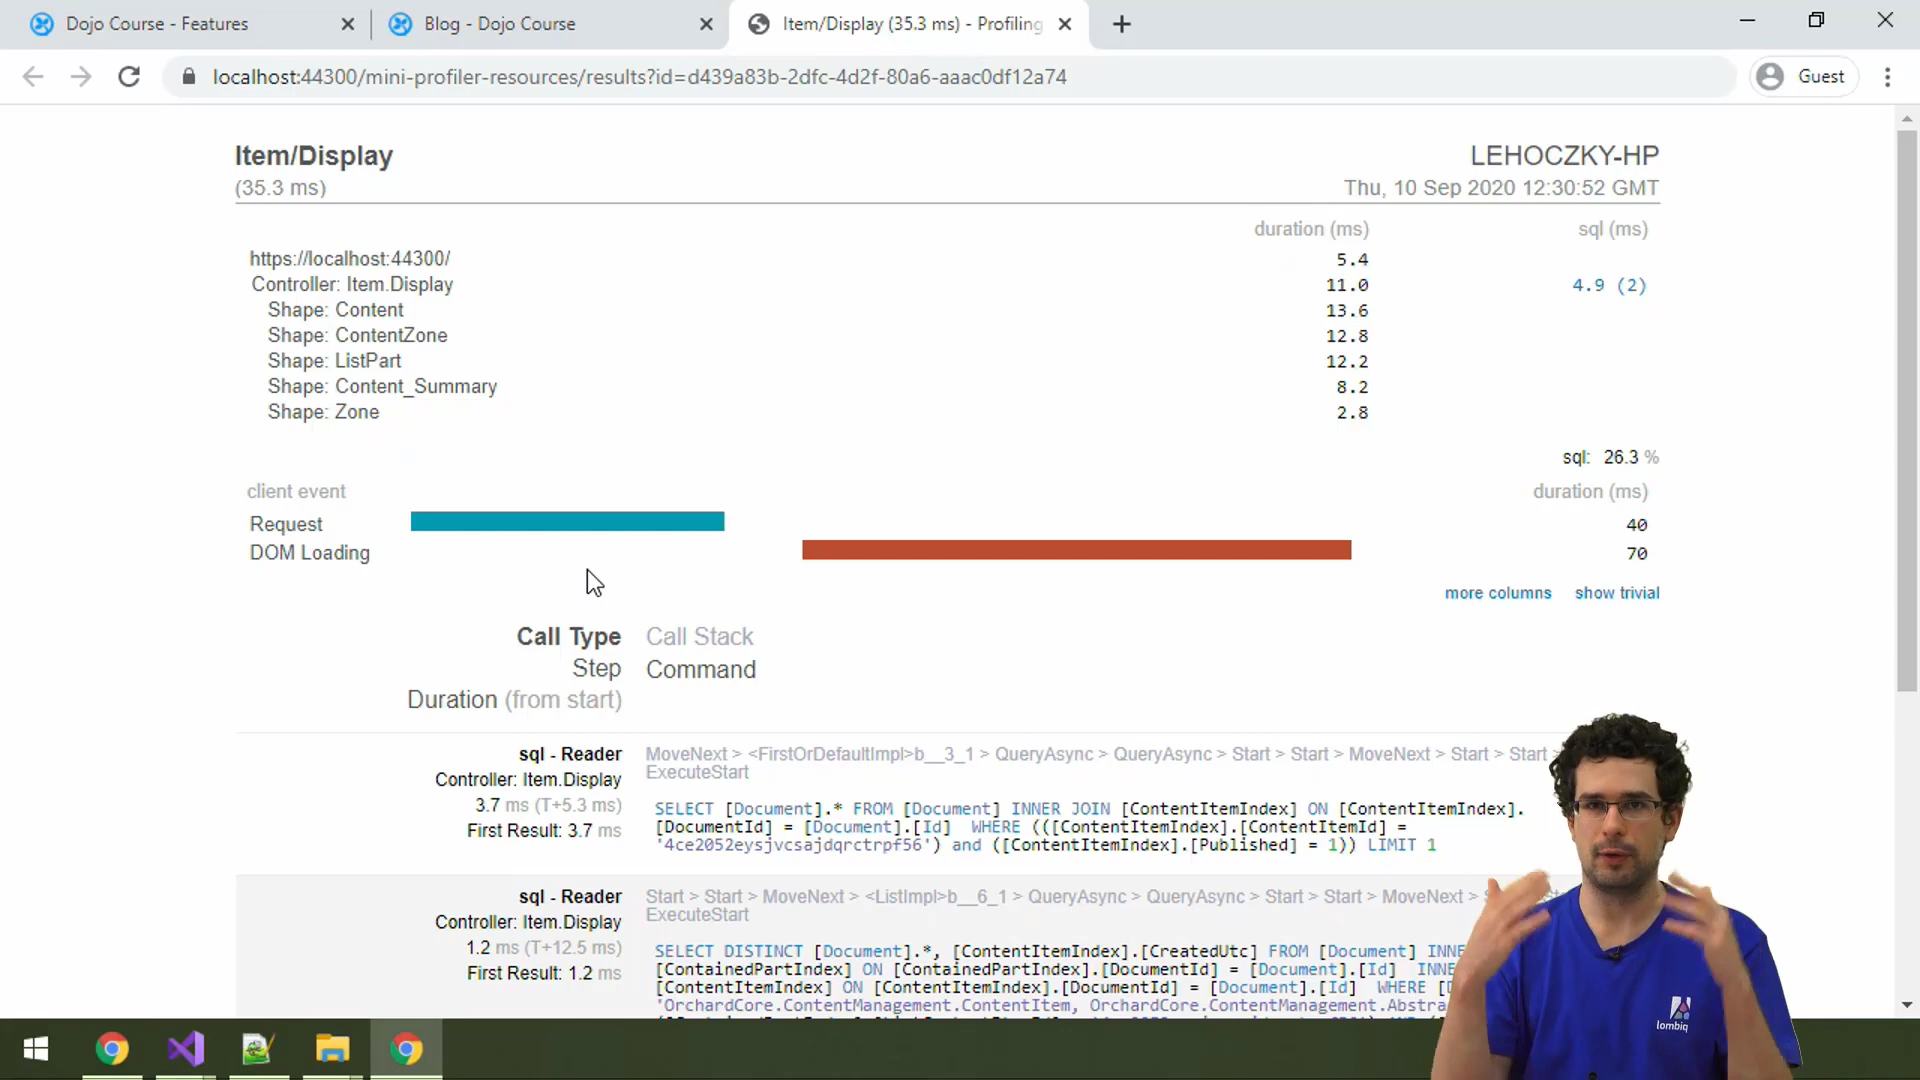 Dojo Course - Features
Blog - Dojo Course
Item/Display (35.3 ms) - Profiling
localhost:44300/mini-profiler-resources/results?id=d439a83b-2dfc-4d2f-80a6-aaac0df12a74
Guest
Item/Display
LEHOCZKY-HP
(35.3 ms)
Thu, 10 Sep 2020 12:30:52 GMT
duration (ms) sql (ms)
https://localhost:44300/ 5.4
Controller: Item.Display 11.0 4.9 (2)
Shape: Content 13.6
Shape: ContentZone 12.8
Shape: ListPart 12.2
Shape: Content_Summary 8.2
Shape: Zone 2.8
sql: 26.3 %
client event duration (ms)
Request 40
DOM Loading 70
more columns show trivial
Call Type Call Stack
Step Command
Duration (from start)
sql - Reader MoveNext > <FirstOrDefaultImpl>b__3_1 > QueryAsync > QueryAsync > Start > Start > MoveNext > Start > Start >
ExecuteStart
Controller: Item.Display
3.7 ms (T+5.3 ms)
First Result: 3.7 ms
SELECT [Document].* FROM [Document] INNER JOIN [ContentItemIndex] ON [ContentItemIndex].
[DocumentId] = [Document].[Id] WHERE (([ContentItemIndex].[ContentItemId] =
'4ce2052eysjvcsajdqrctrpf56') and ([ContentItemIndex].[Published] = 1)) LIMIT 1
sql - Reader Start > Start > MoveNext > <ListImpl>b__6_1 > QueryAsync > QueryAsync > Start > Start > MoveNext >
ExecuteStart
Controller: Item.Display
1.2 ms (T+12.5 ms)
First Result: 1.2 ms
SELECT DISTINCT [Document].*, [ContentItemIndex].[CreatedUtc] FROM [Document]
[ContainedPartIndex] ON [ContainedPartIndex].[DocumentId] = [Document].[Id]
[ContentItemIndex] ON [ContentItemIndex].[DocumentId] = [Document].[Id] WHERE
'OrchardCore.ContentManagement.ContentItem, OrchardCore.ContentManagement.
lombiq